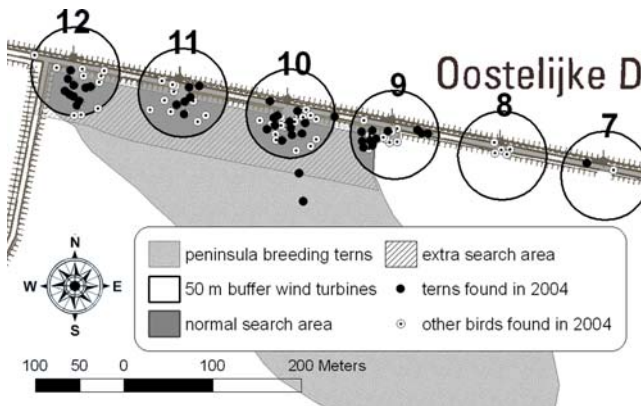 12
11
10
9
8
7
Oostelijke D
N
W E
S
peninsula breeding terns
extra search area
50 m buffer wind turbines
terns found in 2004
normal search area
other birds found in 2004
100 50 0 100 200 Meters